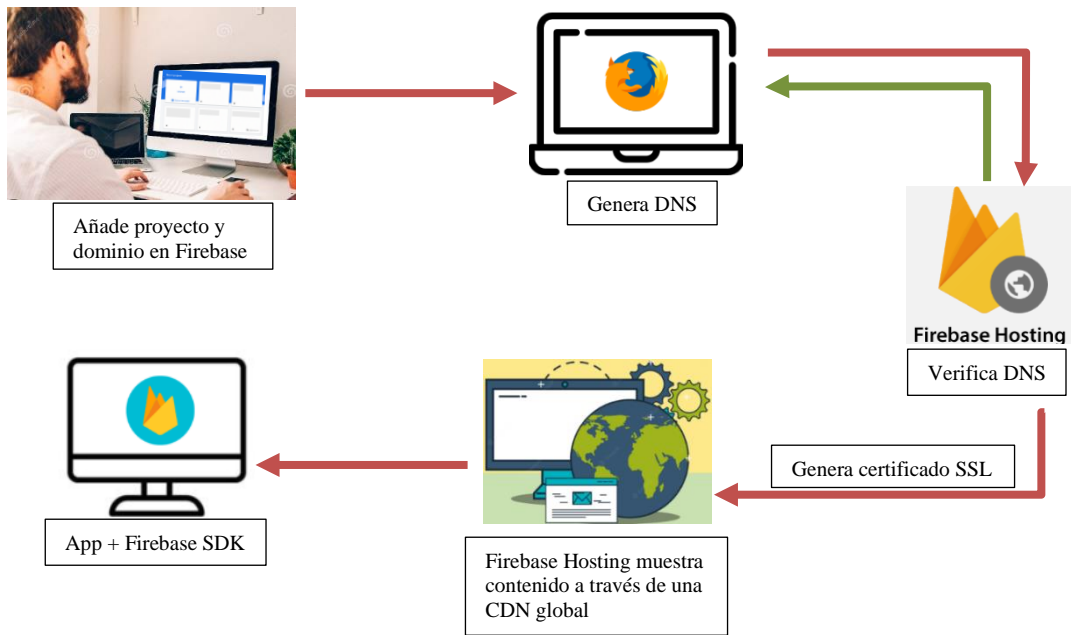 Añade proyecto y
dominio en Firebase
Genera DNS
Firebase Hosting
Verifica DNS
Genera certificado SSL
Firebase Hosting muestra
contenido a través de una
CDN global
App + Firebase SDK